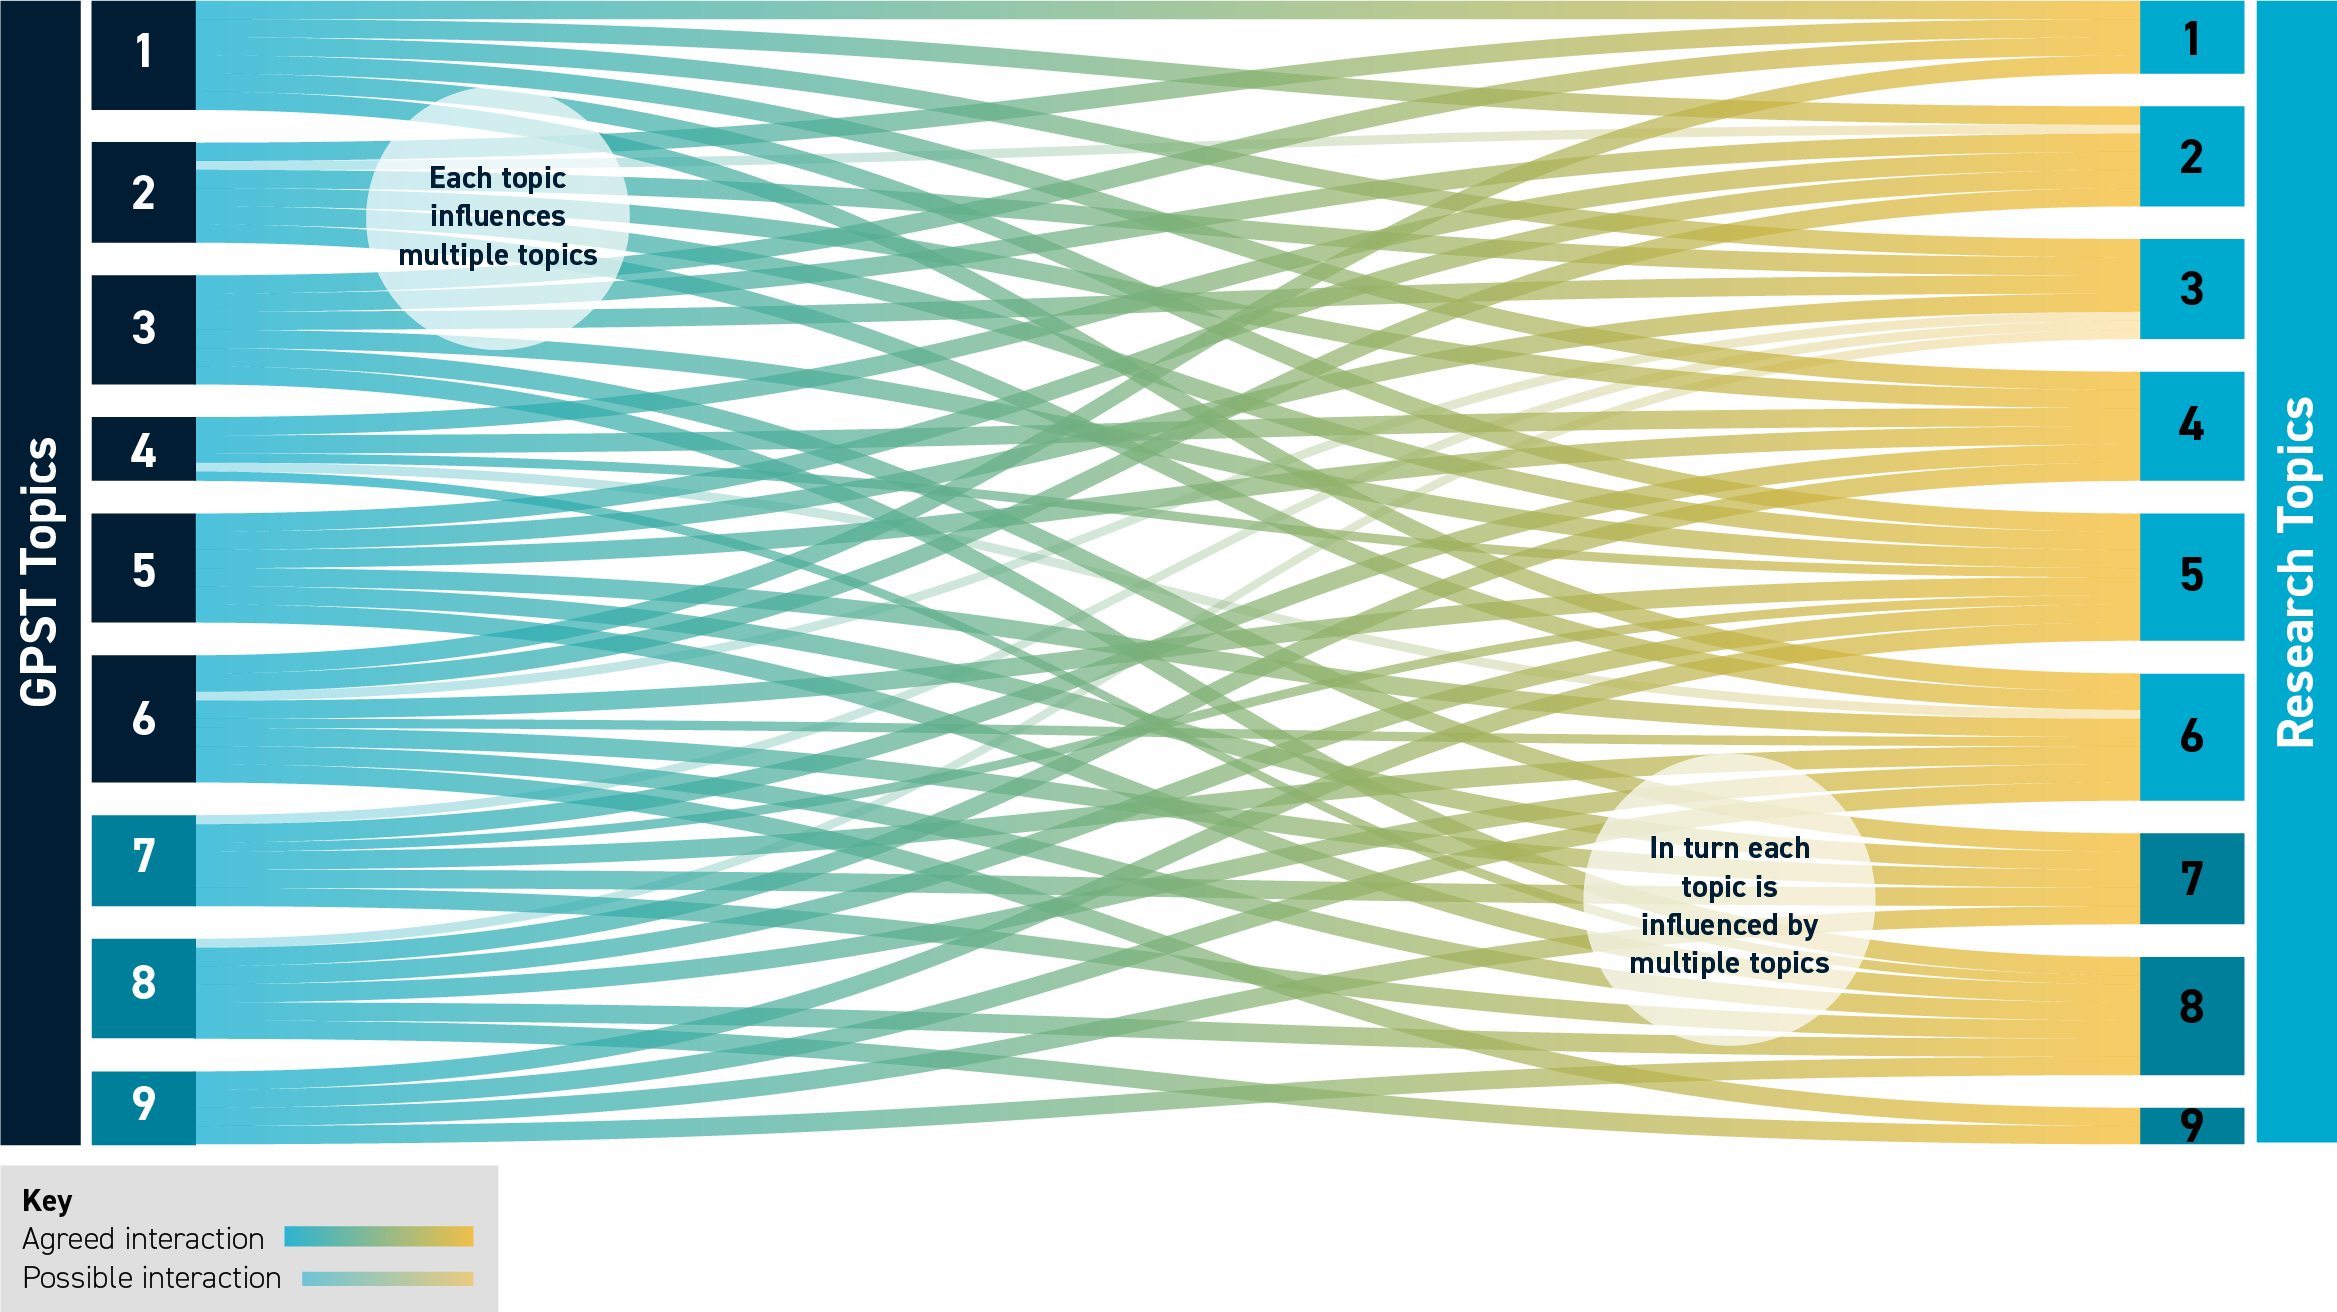 GPST Topics
1
2
3
4
5
6
7
8
9
Each topic
influences
multiple topics
In turn each
topic is
influenced by
multiple topics
1
2
3
4
5
6
7
8
9
Research Topics
Key
Agreed interaction
Possible interaction